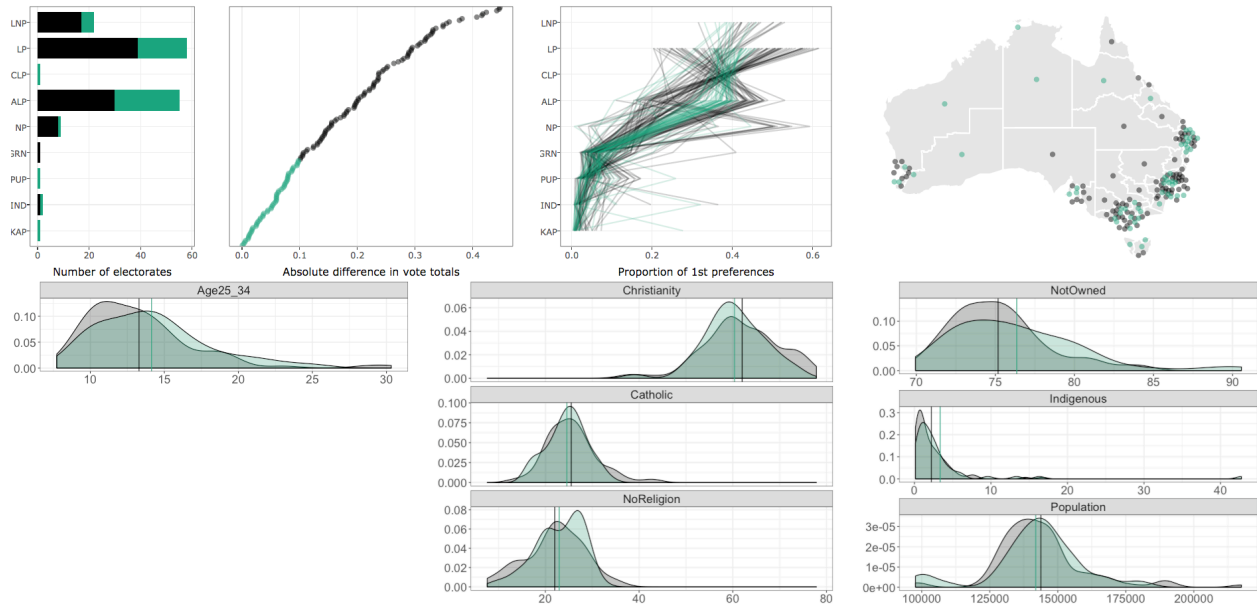 LNP
LP
CLP
ALP
NP
GRN
PUP
IND
KAP
0 20 40 60
Number of electorates
0.0 0.1 0.2 0.3 0.4
Absolute difference in vote totals
LNP
LP
CLP
ALP
NP
GRN
PUP
IND
KAP
0.0 0.2 0.4 0.6
Proportion of 1st preferences
Age25_34
0.10
0.05
0.00
10 15 20 25 30
Christianity
0.06
0.04
0.02
0.00
Catholic
0.100
0.075
0.050
0.025
0.000
NoReligion
0.08
0.06
0.04
0.02
0.00
20 40 60 80
NotOwned
0.15
0.10
0.05
0.00
70 75 80 85 90
Indigenous
0.3
0.2
0.1
0.0
0 10 20 30 40
Population
3e-05
2e-05
1e-05
0e+00
100000 125000 150000 175000 200000